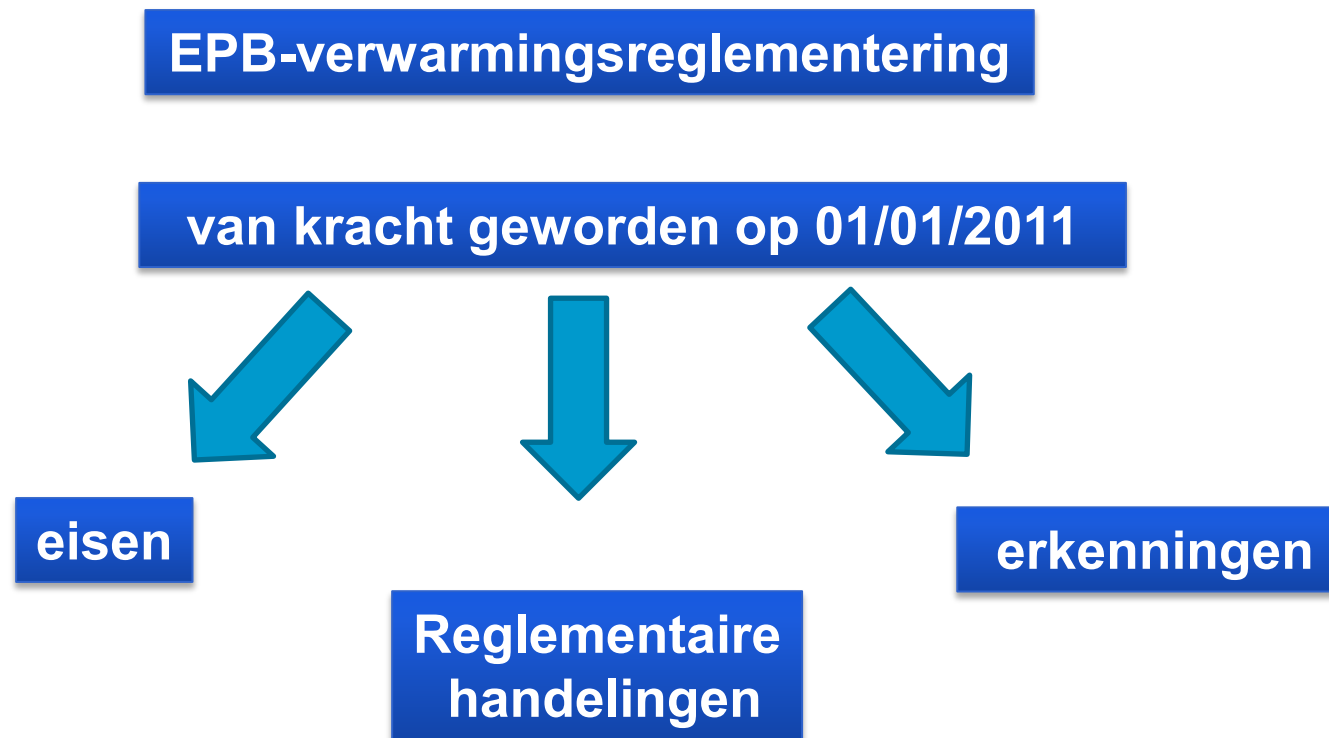 EPB-verwarmingsreglementering
van kracht geworden op 01/01/2011
eisen
erkenningen
Reglementaire
handelingen